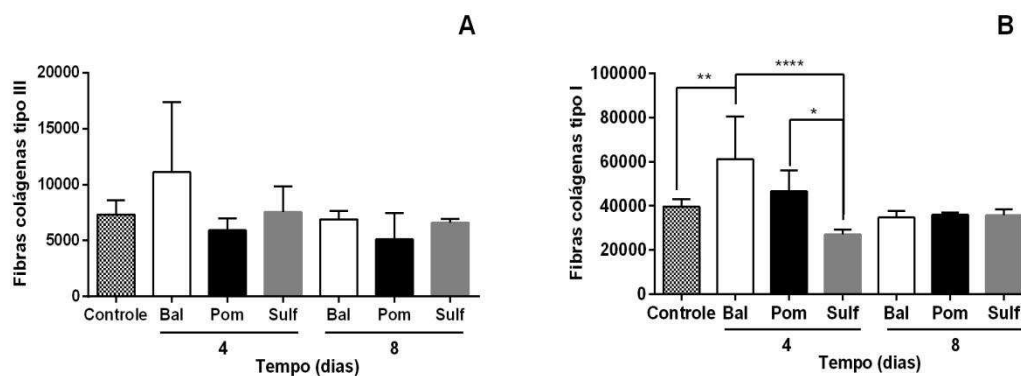 A
Fibras colágenas tipo III
20000
15000
10000
5000
0
Controle Bal Pom Sulf Bal Pom Sulf
4 8
Tempo (dias)
B
Fibras colágenas tipo I
100000
80000
60000
40000
20000
0
** ****
*
Controle Bal Pom Sulf Bal Pom Sulf
4 8
Tempo (dias)